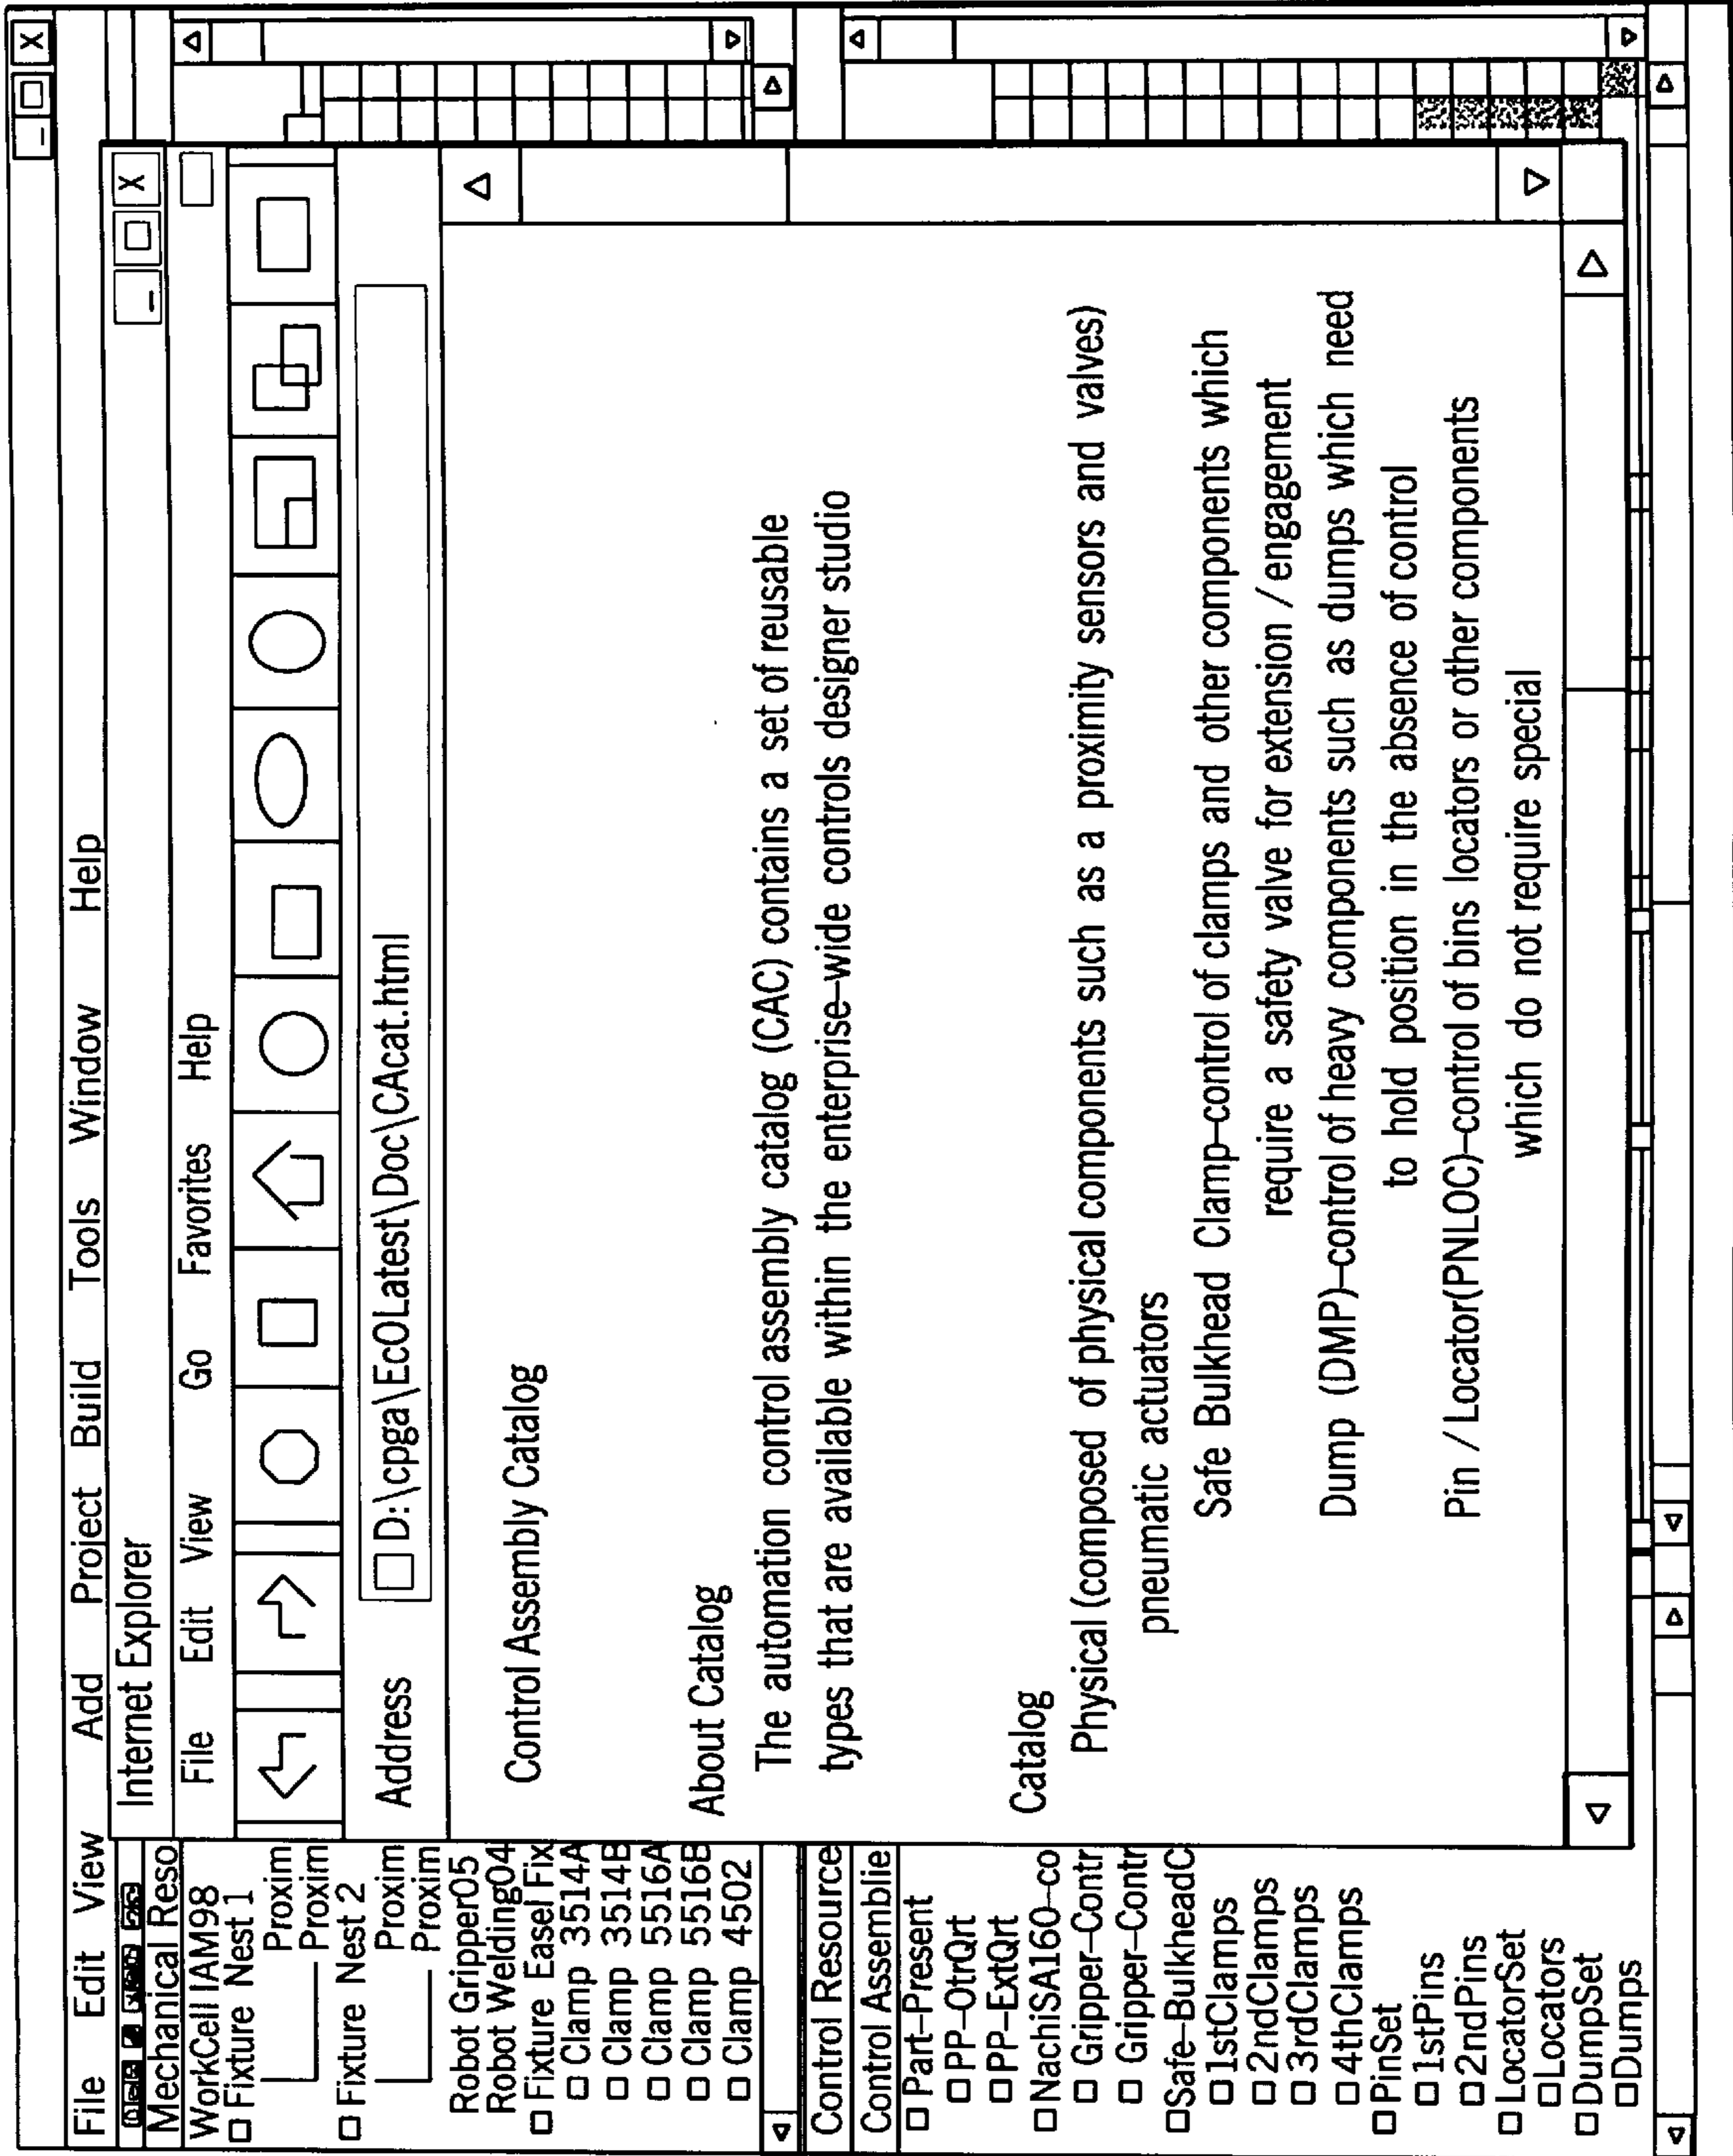 File Edit View Add Project Build Tools Window Help
Internet Explorer
File Edit View Go Favorites Help
Address D:\cpga\EcOLatest\Doc\CAcat.html
Control Assembly Catalog
About Catalog
The automation control assembly catalog (CAC) contains a set of reusable
types that are available within the enterprise-wide controls designer studio
Catalog
Physical (composed of physical components such as a proximity sensors and valves)
pneumatic actuators
Safe Bulkhead Clamp-control of clamps and other components which
require a safety valve for extension / engagement
Dump (DMP)-control of heavy components such as dumps which need
to hold position in the absence of control
Pin / Locator(PNLOC)-control of bins locators or other components
which do not require special
Mechanical Reso
WorkCell IAM98
Fixture Nest 1
Proxim
Proxim
Fixture Nest 2
Proxim
Proxim
Robot Gripper05
Robot Welding04
Fixture Easel Fix
Clamp 3514A
Clamp 3514B
Clamp 5516A
Clamp 5516B
Clamp 4502
Control Resource
Control Assemblie
Part-Present
PP-OtrQrt
PP-ExtQrt
NachiSA160-co
Gripper-Contr
Gripper-Contr
Safe-BulkheadC
1stClamps
2ndClamps
3rdClamps
4thClamps
PinSet
1stPins
2ndPins
LocatorSet
Locators
DumpSet
Dumps